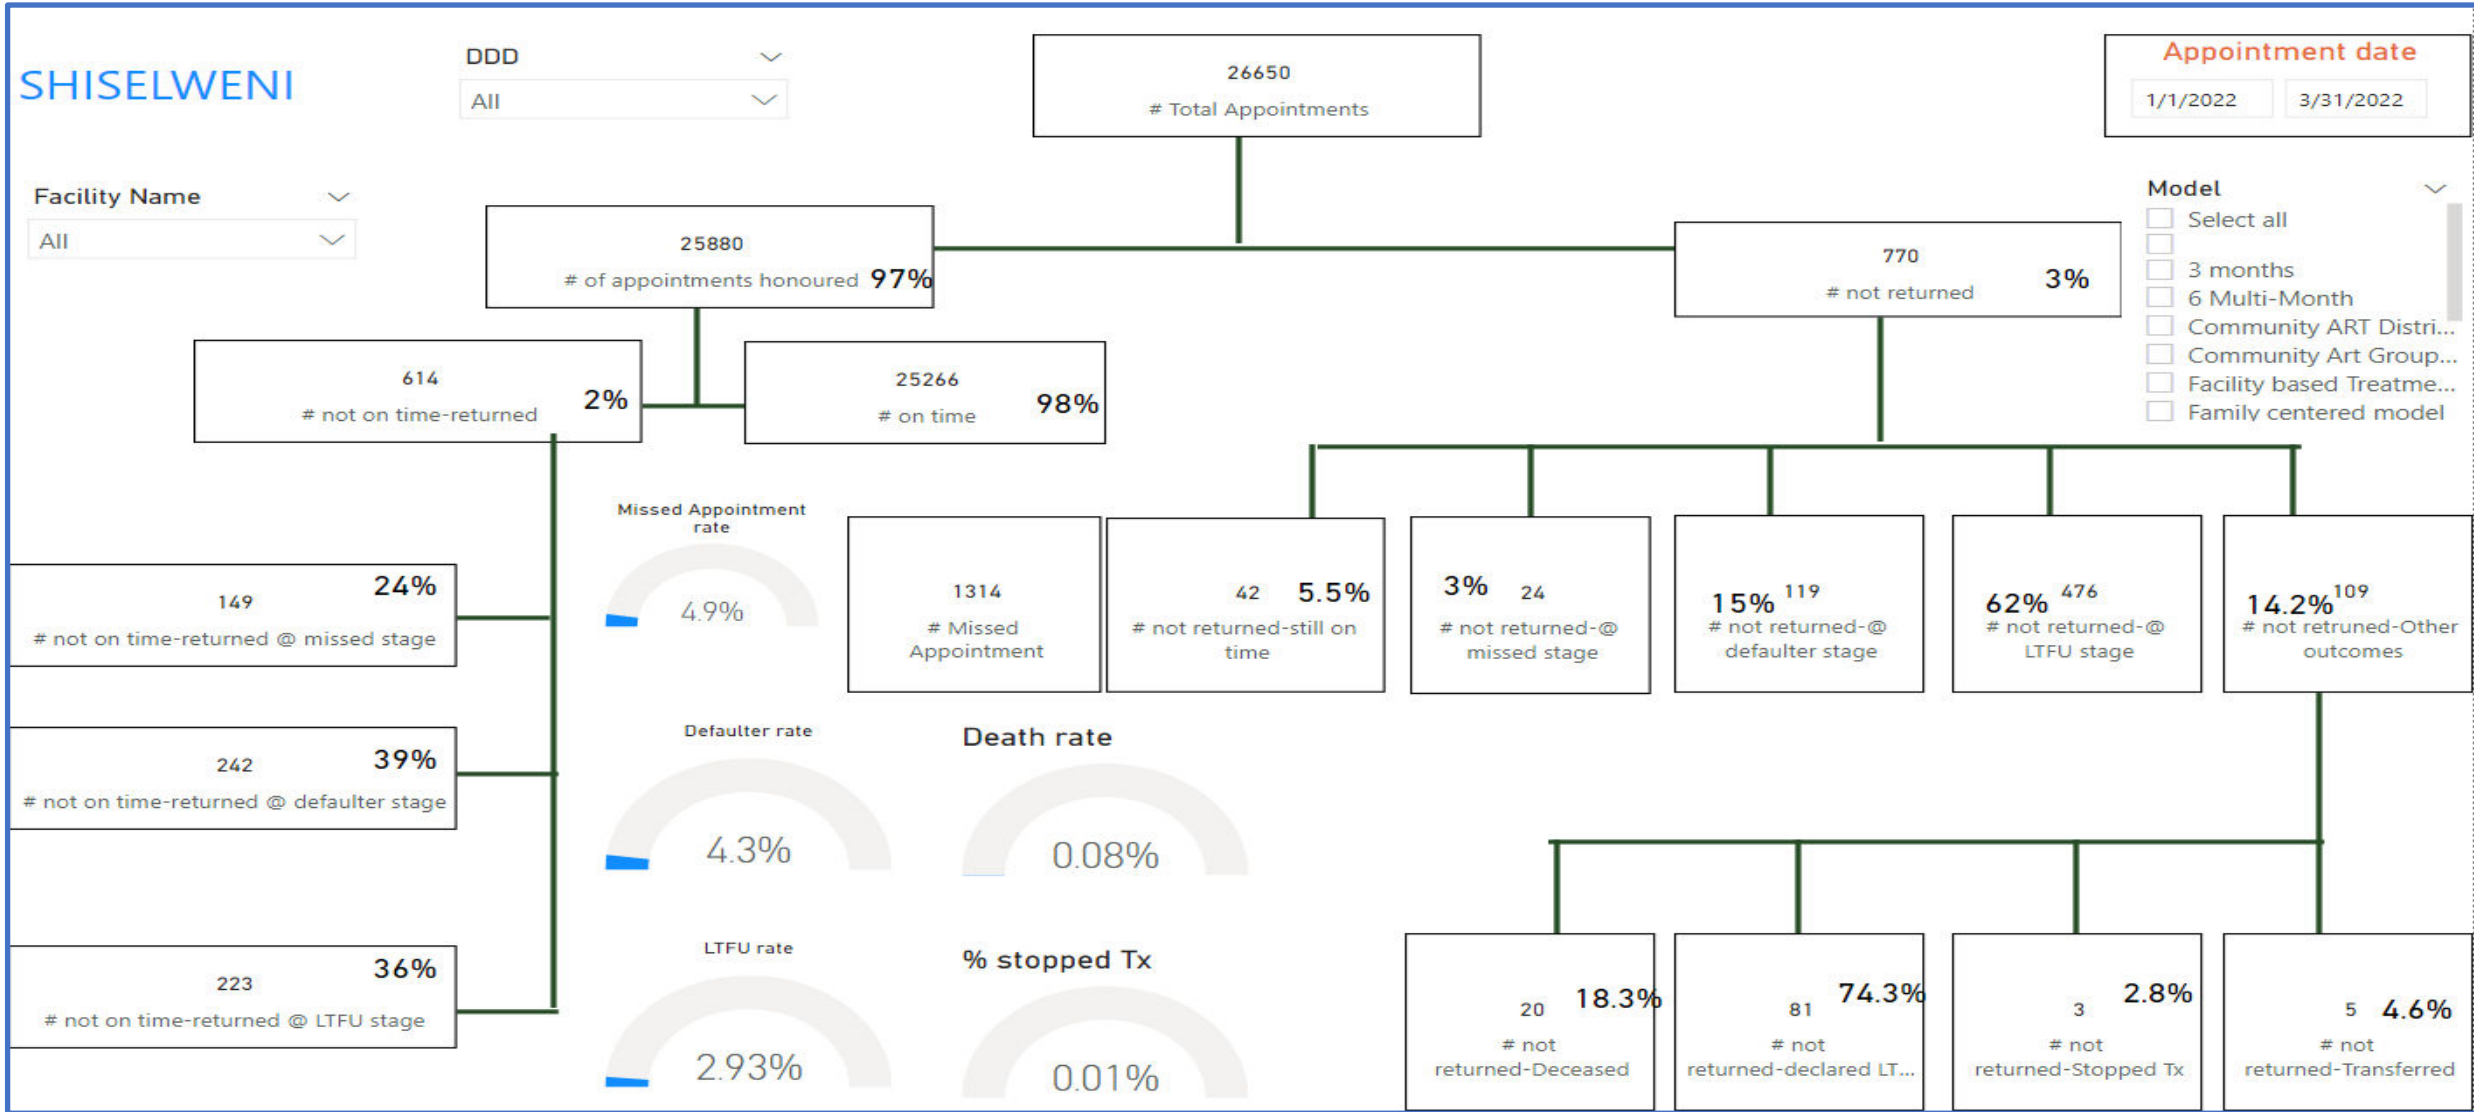 SHISELWENI
DDD
All
26650
# Total Appointments
Appointment date
1/1/2022 3/31/2022
Facility Name
All
Model
Select all
3 months
6 Multi-Month
Community ART Distri...
Community Art Group...
Facility based Treatme...
Family centered model
25880
# of appointments honoured 97%
770
# not returned 3%
614
# not on time-returned 2%
25266
# on time 98%
149 24%
# not on time-returned @ missed stage
242 39%
# not on time-returned @ defaulter stage
223 36%
# not on time-returned @ LTFU stage
Missed Appointment
rate
4.9%
1314
# Missed
Appointment
42 5.5%
# not returned-still on
time
3% 24
# not returned-@
missed stage
15% 119
# not returned-@
defaulter stage
62% 476
# not returned-@
LTFU stage
14.2% 109
# not retruned-Other
outcomes
Defaulter rate
4.3%
Death rate
0.08%
LTFU rate
2.93%
% stopped Tx
0.01%
20 18.3%
# not
returned-Deceased
81 74.3%
# not
returned-declared LT...
3 2.8%
# not
returned-Stopped Tx
5 4.6%
# not
returned-Transferred